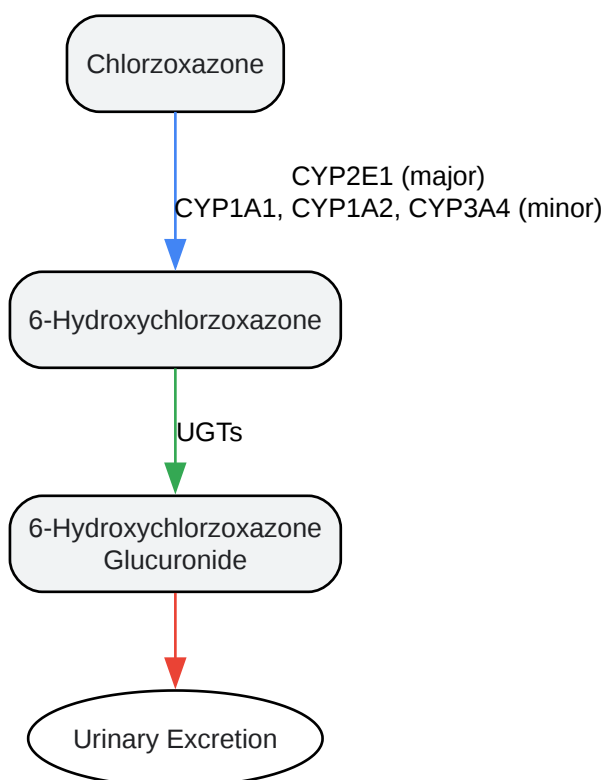 Chlorzoxazone
CYP2E1 (major)
CYP1A1, CYP1A2, CYP3A4 (minor)
6-Hydroxychlorzoxazone
UGTs
6-Hydroxychlorzoxazone
Glucuronide
Urinary Excretion